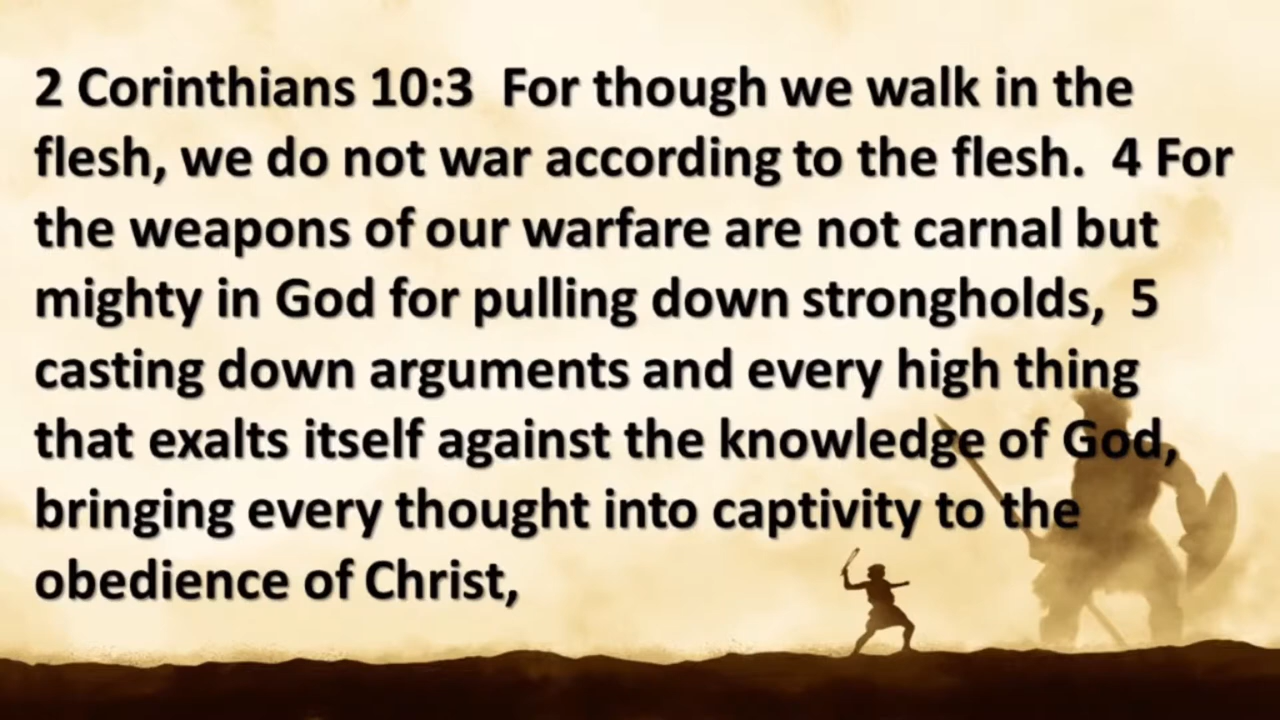 2 Corinthians 10:3  For though we walk in the
flesh, we do not war according to the flesh.  4 For
the weapons of our warfare are not carnal but
mighty in God for pulling down strongholds,  5
casting down arguments and every high thing
that exalts itself against the knowledge of God,
bringing every thought into captivity to the
obedience of Christ,